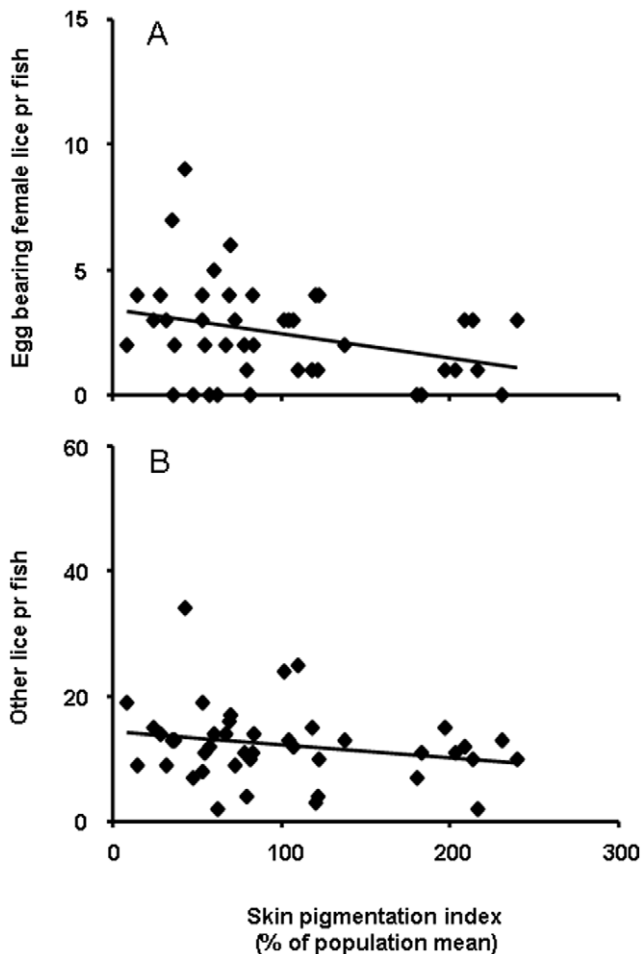 A
15
10
5
0
Egg bearing female lice pr fish
B
60
40
20
0
Other lice pr fish
0 100 200 300
Skin pigmentation index
(% of population mean)